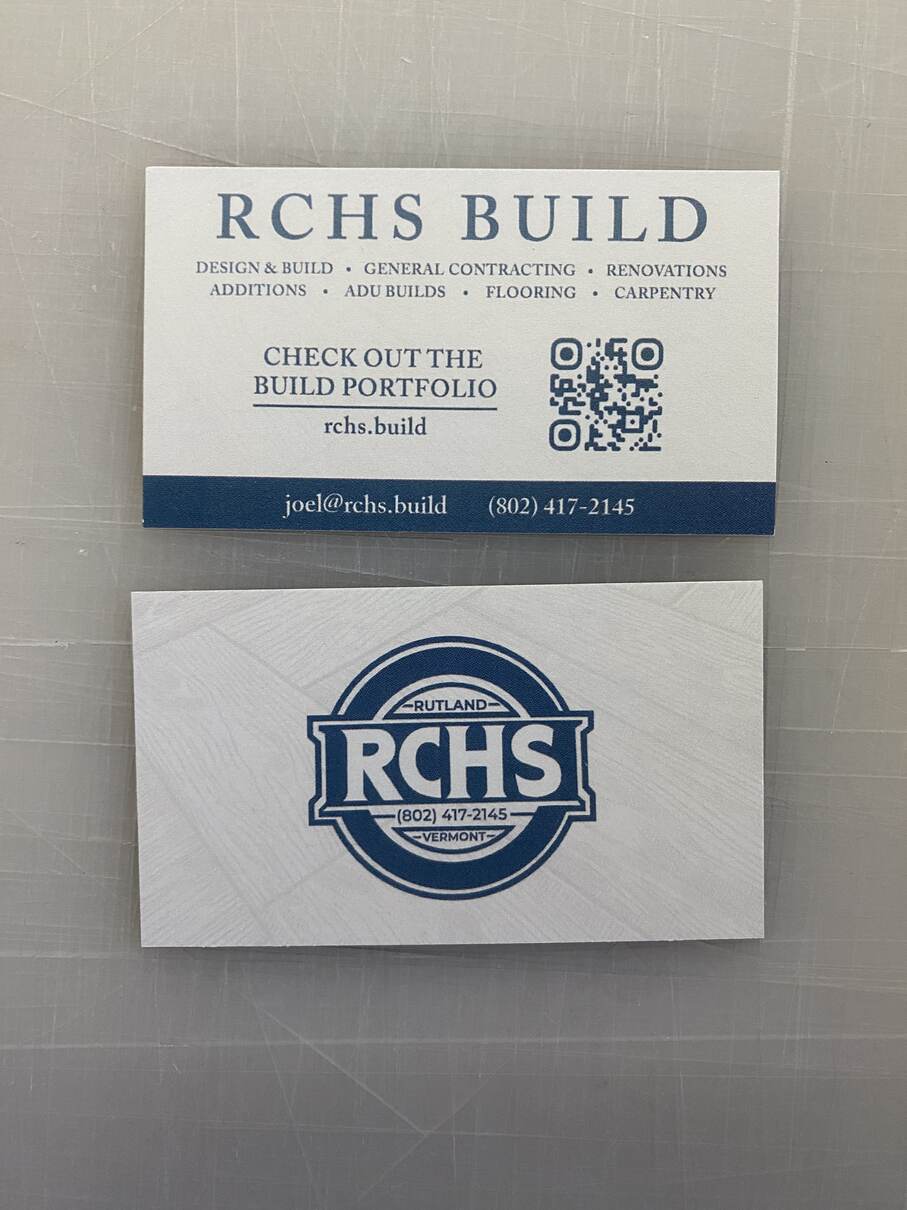 RCHS BUILD
DESIGN & BUILD • GENERAL CONTRACTING • RENOVATIONS
ADDITIONS • ADU BUILDS • FLOORING • CARPENTRY
CHECK OUT THE
BUILD PORTFOLIO
rchs.build
joel@rchs.build (802) 417-2145
RUTLAND
RCHS
(802) 417-2145
VERMONT